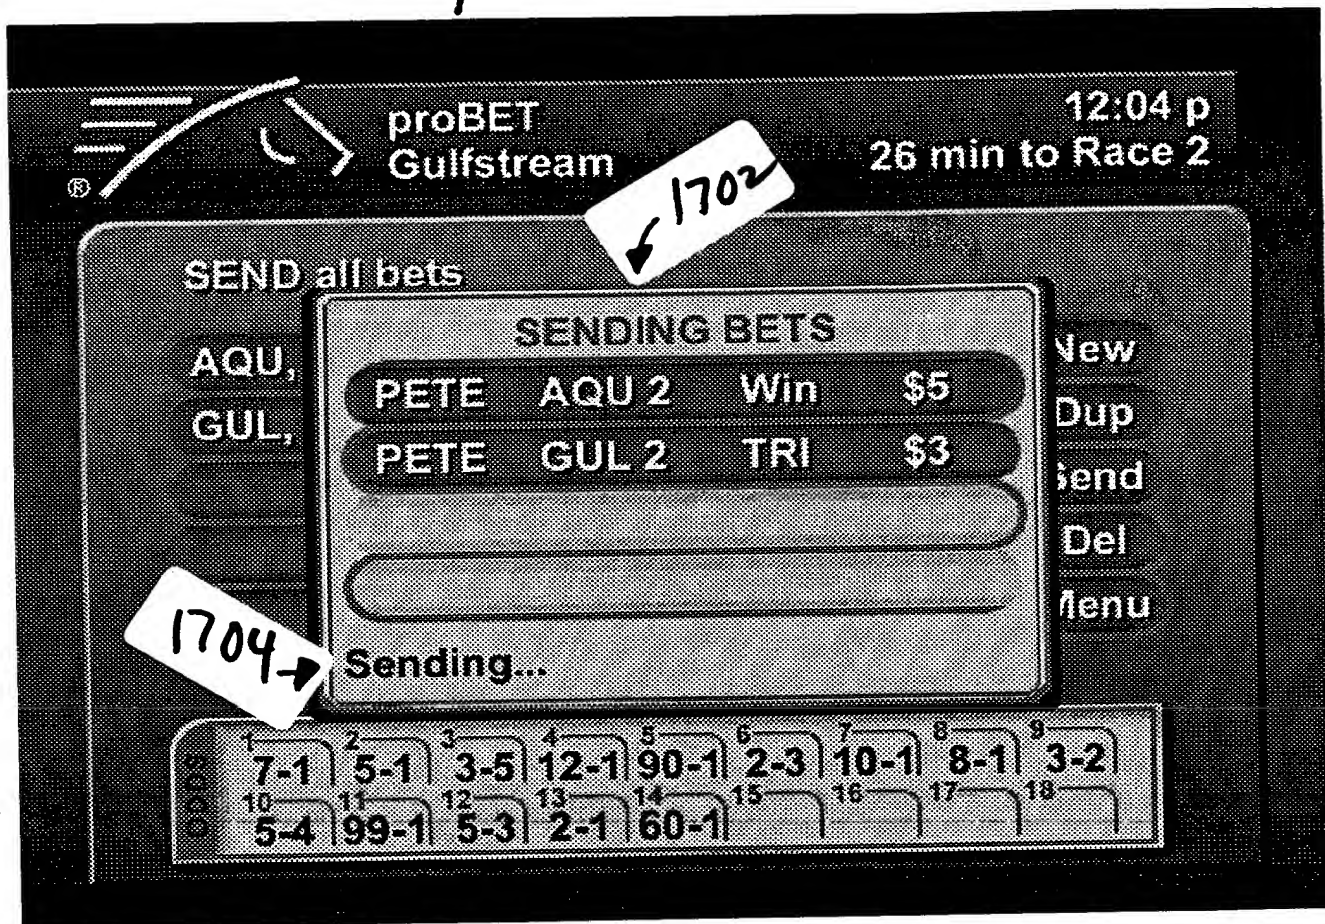 proBET
Gulfstream
12:04 p
26 min to Race 2
®
1702
SEND all bets
SENDING BETS
AQU,
PETE AQU 2 Win $5
GUL,
PETE GUL 2 TRI $3
New
Dup
Send
Del
Menu
1704
Sending...
ODDS
1 2 3 4 5 6 7 8 9
7-1 5-1 3-5 12-1 90-1 2-3 10-1 8-1 3-2
10 11 12 13 14 15 16 17 18
5-4 99-1 5-3 2-1 60-1